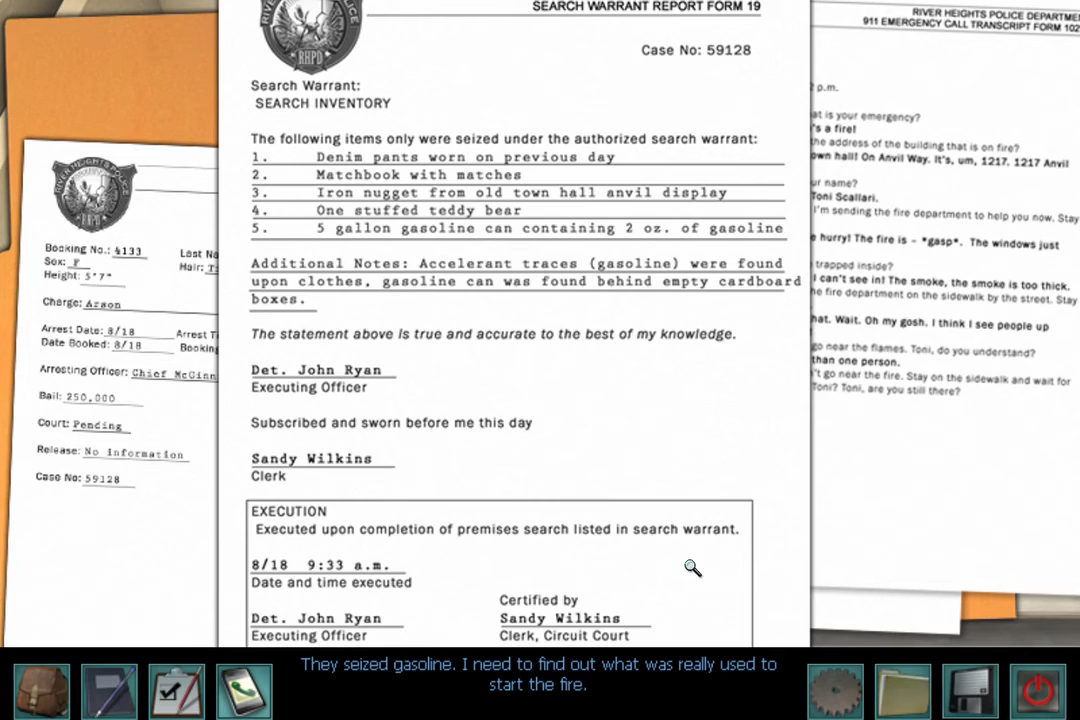 SEARCH WARRANT REPORT FORM 19
RHPD
Case No: 59128
Search Warrant:
SEARCH INVENTORY
The following items only were seized under the authorized search warrant:
1. Denim pants worn on previous day
2. Matchbook with matches
3. Iron nugget from old town hall anvil display
4. One stuffed teddy bear
5. 5 gallon gasoline can containing 2 oz. of gasoline
Additional Notes: Accelerant traces (gasoline) were found
upon clothes, gasoline can was found behind empty cardboard
boxes.
The statement above is true and accurate to the best of my knowledge.
Det. John Ryan
Executing Officer
Subscribed and sworn before me this day
Sandy Wilkins
Clerk
EXECUTION
Executed upon completion of premises search listed in search warrant.
8/18 9:33 a.m.
Date and time executed
Certified by
Det. John Ryan
Sandy Wilkins
Executing Officer
Clerk, Circuit Court
RIVER HEIGHTS POLICE
Booking No.: 4133
Last Na
Sex: F
Hair:
Height: 5'7"
Charge: Arson
Arrest Date: 8/18
Arrest T
Date Booked: 8/18
Booking
Arresting Officer: Chief McGinn
Bail: 250,000
Court: Pending
Release: No information
Case No: 59128
RIVER HEIGHTS POLICE DEPARTME
911 EMERGENCY CALL TRANSCRIPT FORM 102
p.m.
at is your emergency?
's a fire!
the address of the building that is on fire?
own hall! On Anvil Way. It's, um, 1217. 1217 Anvil
ur name?
Toni Scallari.
I'm sending the fire department to help you now. Stay
e hurry! The fire is – *gasp*. The windows just
trapped inside?
I can't see in! The smoke, the smoke is too thick.
he fire department on the sidewalk by the street. Stay
hat. Wait. Oh my gosh, I think I see people up
go near the flames. Toni, do you understand?
than one person.
't go near the fire. Stay on the sidewalk and wait for
Toni? Toni, are you still there?
They seized gasoline. I need to find out what was really used to
start the fire.